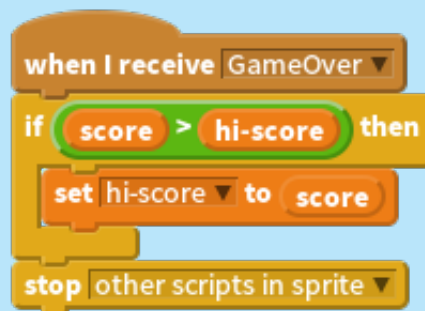 when I receive GameOver ▼
if score > hi-score then
set hi-score ▼ to score
stop other scripts in sprite ▼